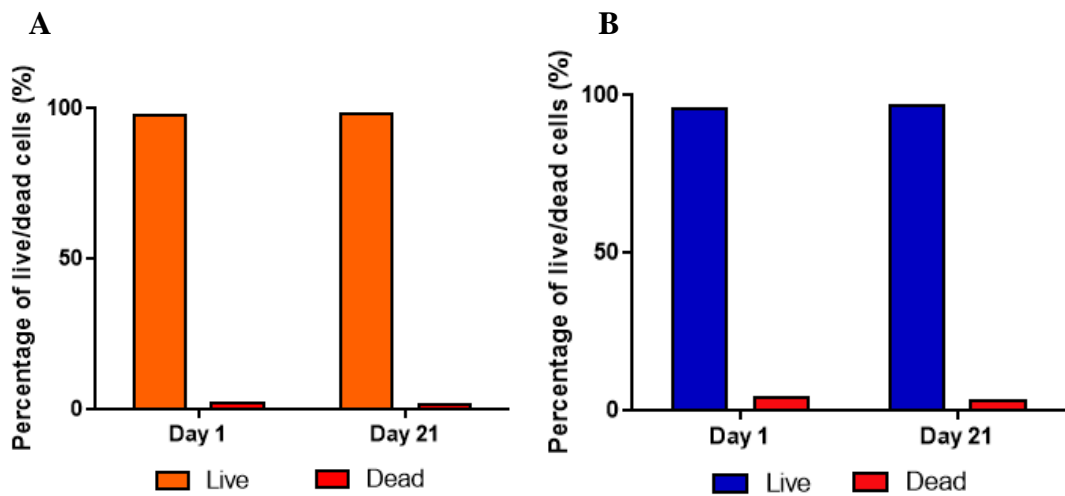 A
Percentage of live/dead cells (%)
100
50
0
Day 1
Day 21
Live
Dead
B
Percentage of live/dead cells (%)
100
50
0
Day 1
Day 21
Live
Dead